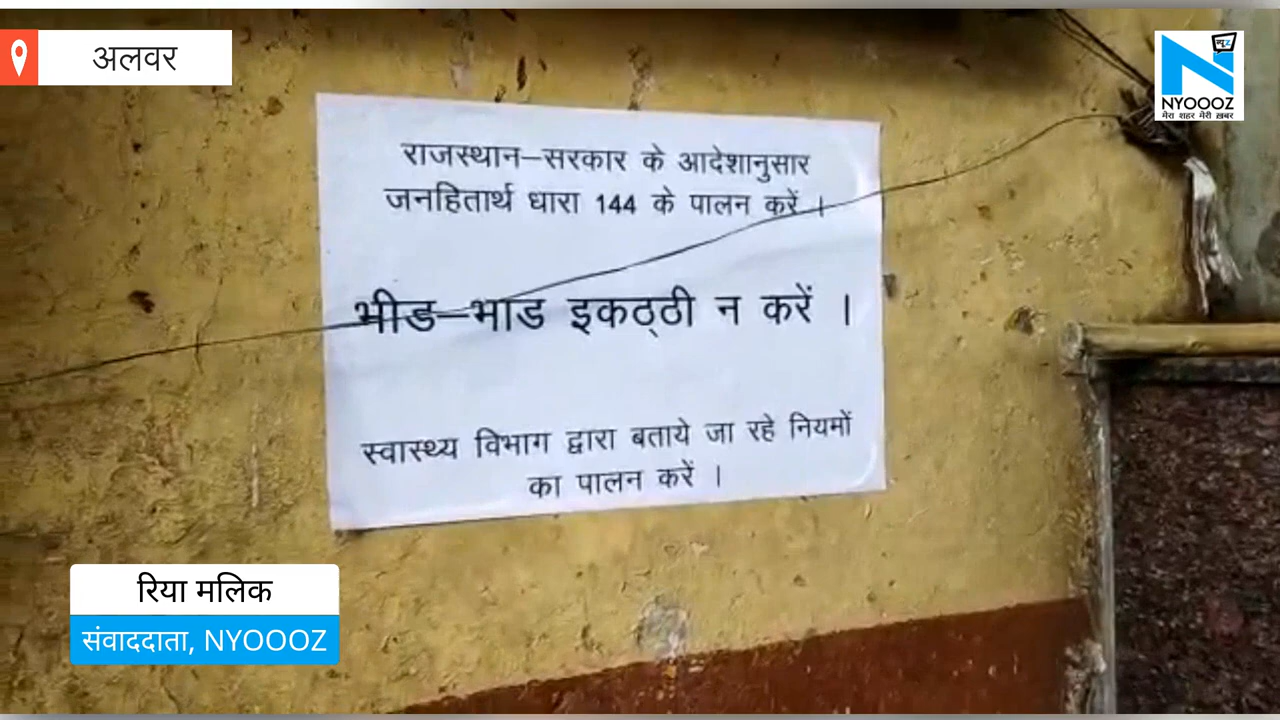 अलवर
NYOOOZ
मेरा शहर मेरी ख़बर
राजस्थान–सरकार के आदेशानुसार
जनहितार्थ धारा 144 के पालन करें ।
भीड–भाड इकठ्ठी न करें ।
स्वास्थ्य विभाग द्वारा बताये जा रहे नियमों
का पालन करें ।
रिया मलिक
संवाददाता, NYOOOZ